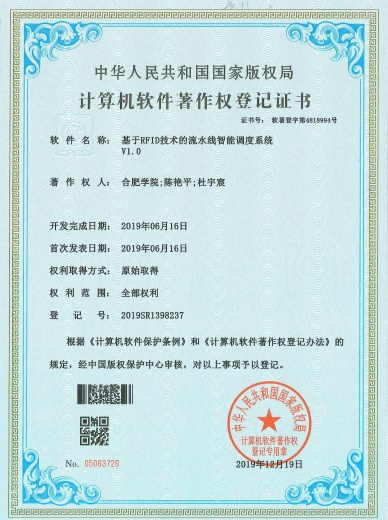 中华人民共和国国家版权局
计算机软件著作权登记证书
证书号： 软著登字第4818994号
软件名称： 基于RFID技术的流水线智能调度系统
V1.0
著作权人： 合肥学院;陈艳平;杜宇宸
开发完成日期： 2019年06月16日
首次发表日期： 2019年06月16日
权利取得方式： 原始取得
权利范围： 全部权利
登记号： 2019SR1398237
根据《计算机软件保护条例》和《计算机软件著作权登记办法》的
规定，经中国版权保护中心审核，对以上事项予以登记。
中华人民共和国国家版权局
计算机软件著作权
登记专用章
No. 05063726
2019年12月19日